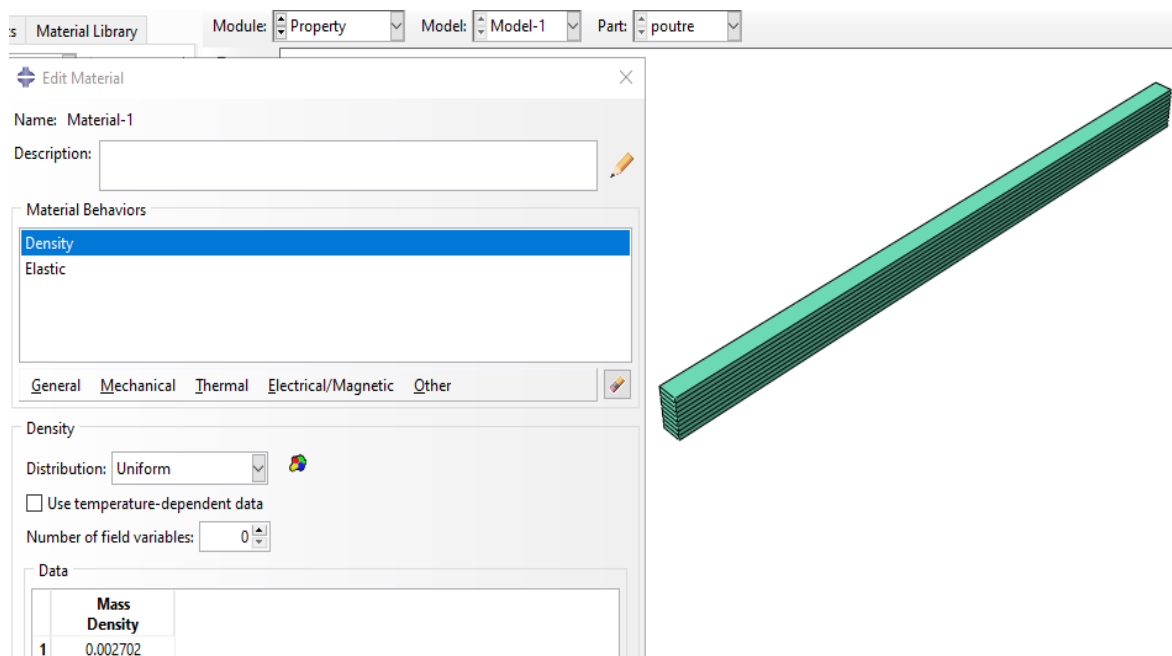 Material Library
Module: Property Model: Model-1 Part: poutre
Edit Material
Name: Material-1
Description:
Material Behaviors
Density
Elastic
General Mechanical Thermal Electrical/Magnetic Other
Density
Distribution: Uniform
Use temperature-dependent data
Number of field variables: 0
Data
Mass
Density
1 0.002702